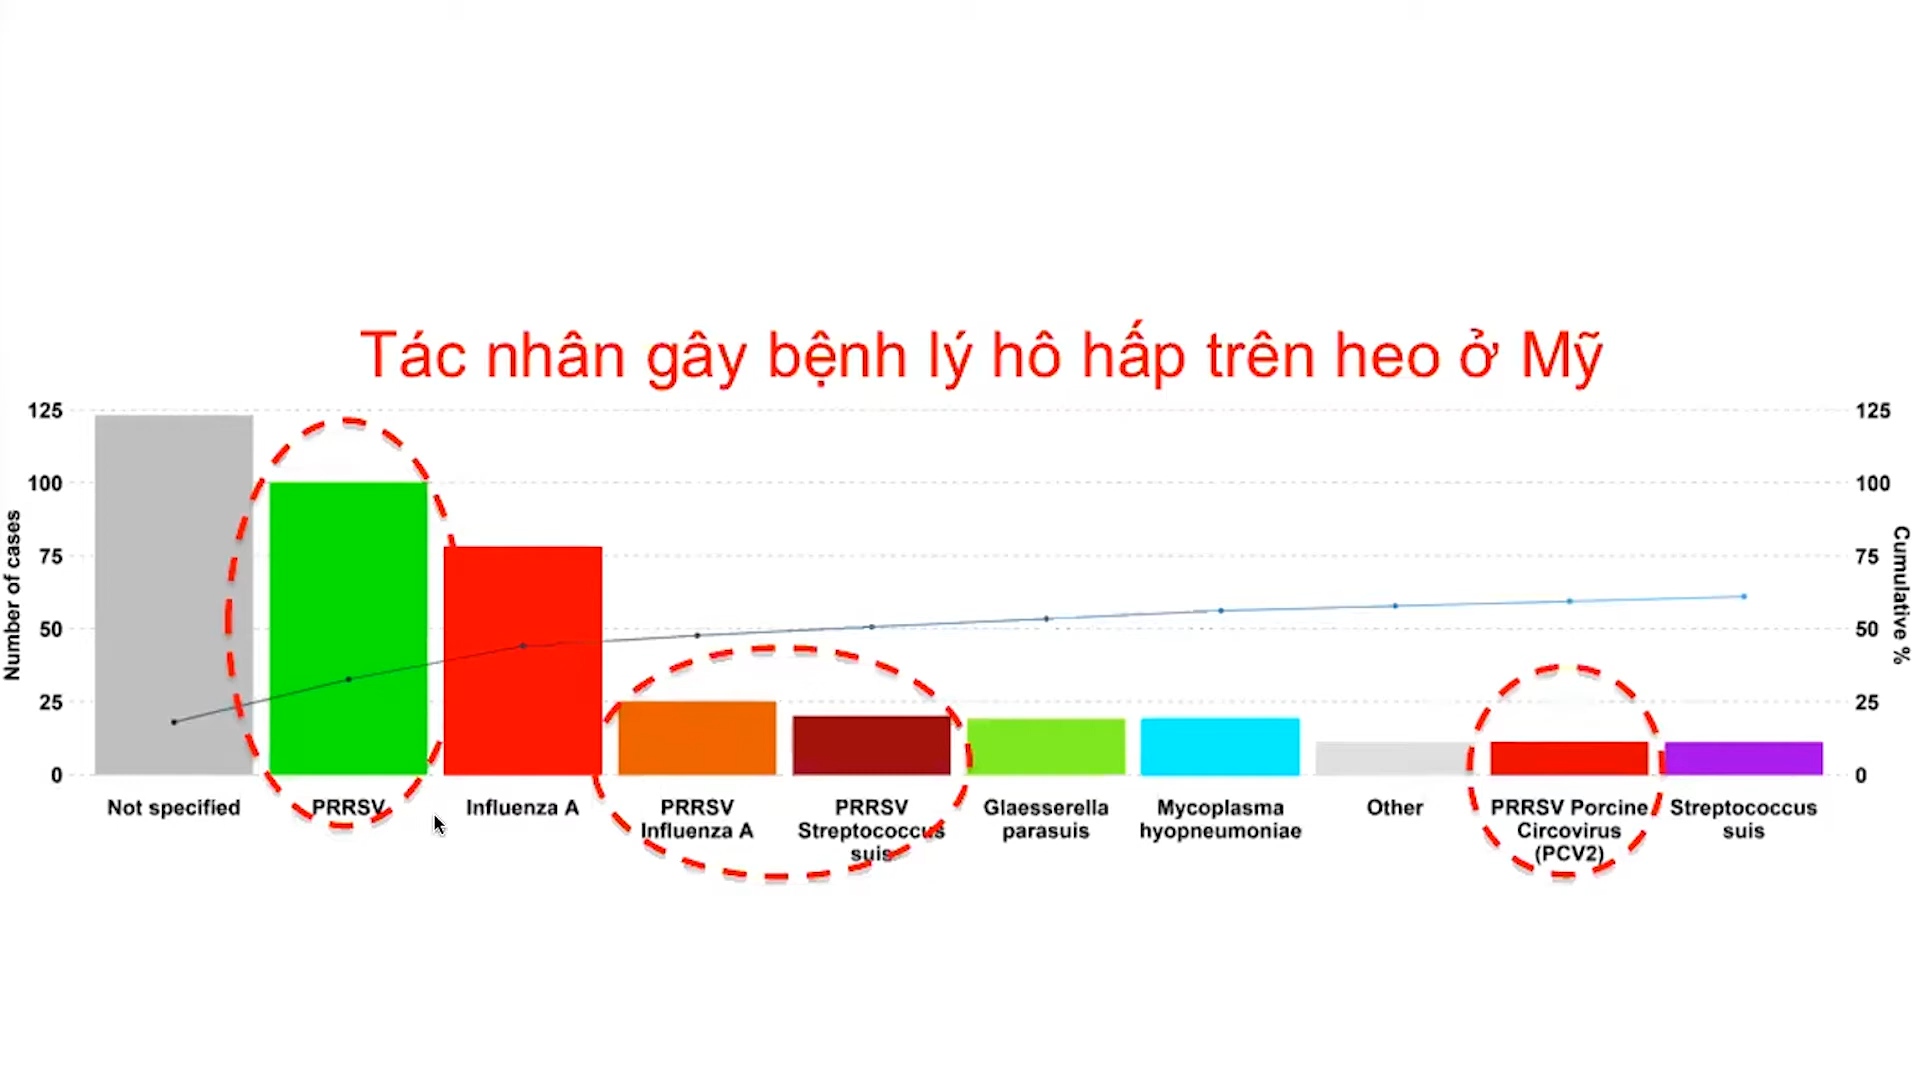 Tác nhân gây bệnh lý hô hấp trên heo ở Mỹ
125
100
75
50
25
0
Number of cases
125
100
75
50
25
0
Cumulative %
Not specified
PRRSV
Influenza A
PRRSV
Influenza A
PRRSV
Streptococcus
suis
Glaesserella
parasuis
Mycoplasma
hyopneumoniae
Other
PRRSV Porcine
Circovirus
(PCV2)
Streptococcus
suis